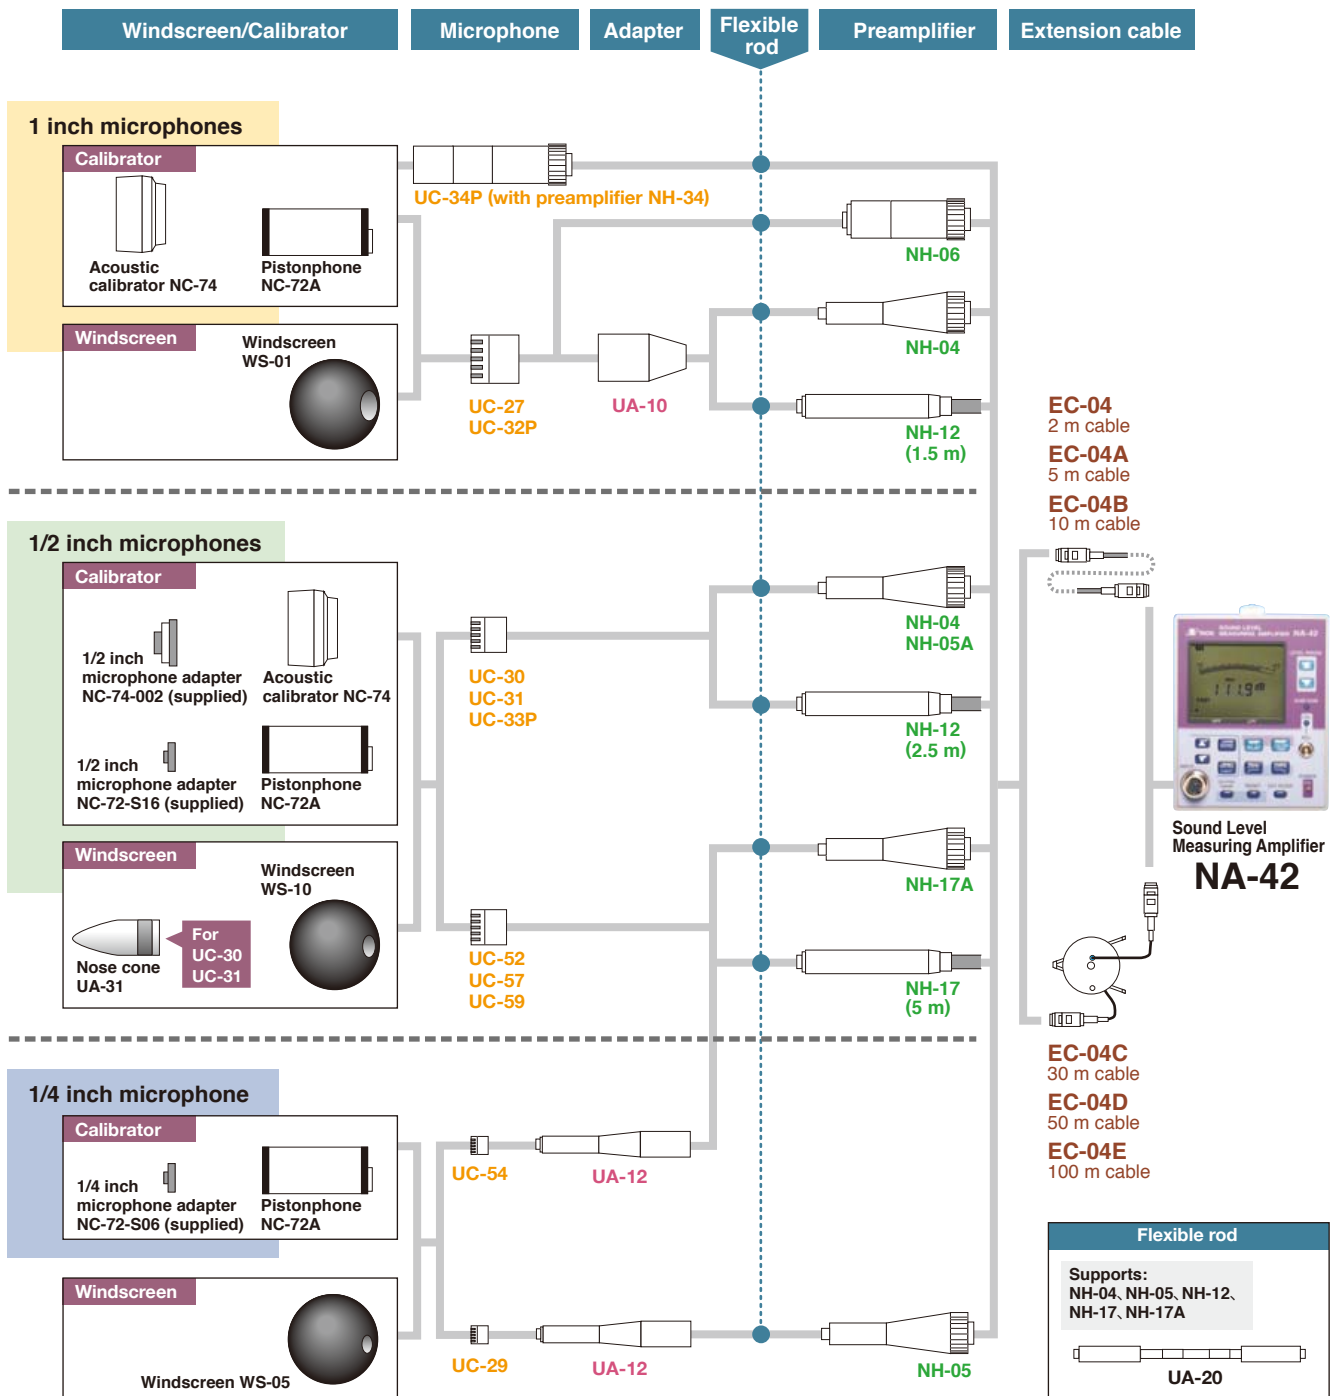 Windscreen/Calibrator
Microphone
Adapter
Flexible
rod
Preamplifier
Extension cable
1 inch microphones
Calibrator
Acoustic
calibrator NC-74
Pistonphone
NC-72A
UC-34P (with preamplifier NH-34)
NH-06
NH-04
Windscreen
Windscreen
WS-01
UC-27
UC-32P
UA-10
NH-12
(1.5 m)
EC-04
2 m cable
EC-04A
5 m cable
EC-04B
10 m cable
1/2 inch microphones
Calibrator
1/2 inch
microphone adapter
NC-74-002 (supplied)
Acoustic
calibrator NC-74
1/2 inch
microphone adapter
NC-72-S16 (supplied)
Pistonphone
NC-72A
UC-30
UC-31
UC-33P
NH-04
NH-05A
NH-12
(2.5 m)
SOUND LEVEL
MEASURING AMPLIFIER NA-42
111.9 dB
Sound Level
Measuring Amplifier
NA-42
Windscreen
Windscreen
WS-10
Nose cone
UA-31
For
UC-30
UC-31
UC-52
UC-57
UC-59
NH-17A
NH-17
(5 m)
EC-04C
30 m cable
EC-04D
50 m cable
EC-04E
100 m cable
1/4 inch microphone
Calibrator
1/4 inch
microphone adapter
NC-72-S06 (supplied)
Pistonphone
NC-72A
UC-54
UA-12
Windscreen
Windscreen WS-05
UC-29
UA-12
NH-05
Flexible rod
Supports:
NH-04、NH-05、NH-12、
NH-17、NH-17A
UA-20